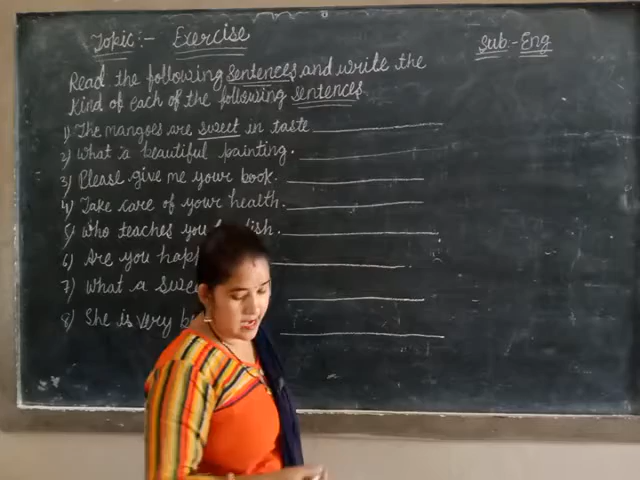 Topic:- Exercise
Sub.- Eng
Read the following sentences and write the
kind of each of the following sentences
1) The mangoes are sweet in taste
2) What a beautiful painting.
3) Please give me your book.
4) Take care of your health.
5) Who teaches you
6) Are you
7) What a
8) She is very